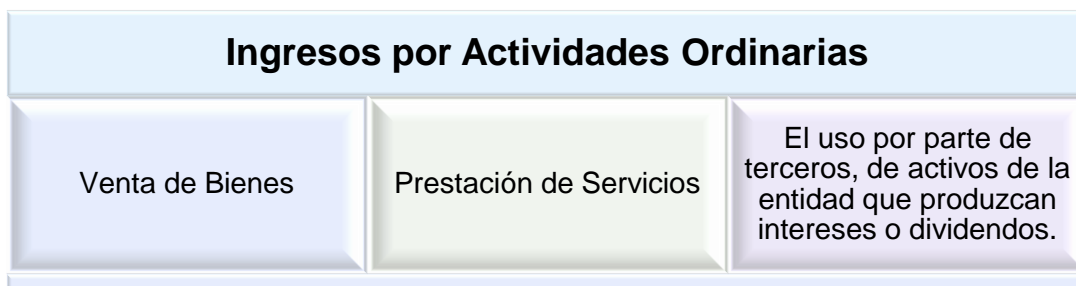 Ingresos por Actividades Ordinarias
Venta de Bienes
Prestación de Servicios
El uso por parte de
terceros, de activos de la
entidad que produzcan
intereses o dividendos.